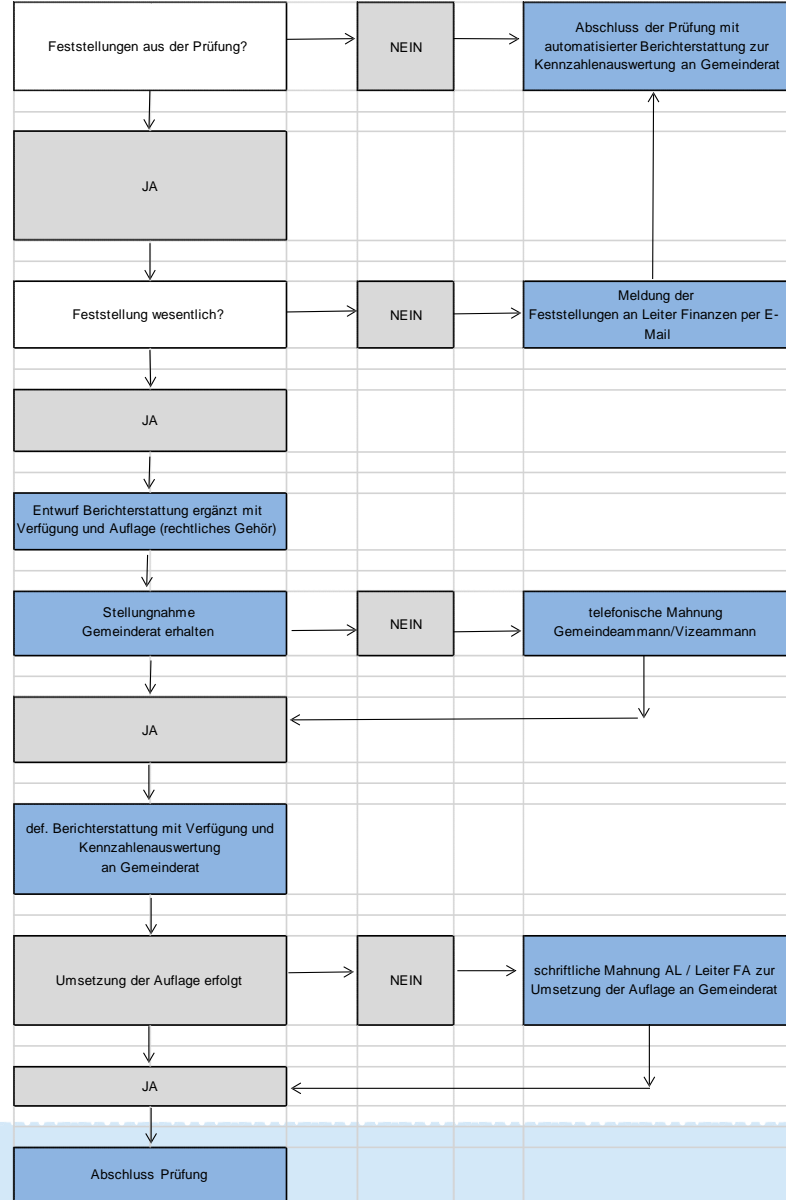 Feststellungen aus der Prüfung?
NEIN
Abschluss der Prüfung mit
automatisierter Berichterstattung zur
Kennzahlenauswertung an Gemeinderat
JA
Feststellung wesentlich?
NEIN
Meldung der
Feststellungen an Leiter Finanzen per E-
Mail
JA
Entwurf Berichterstattung ergänzt mit
Verfügung und Auflage (rechtliches Gehör)
Stellungnahme
Gemeinderat erhalten
NEIN
telefonische Mahnung
Gemeindeammann/Vizeammann
JA
def. Berichterstattung mit Verfügung und
Kennzahlenauswertung
an Gemeinderat
Umsetzung der Auflage erfolgt
NEIN
schriftliche Mahnung AL / Leiter FA zur
Umsetzung der Auflage an Gemeinderat
JA
Abschluss Prüfung